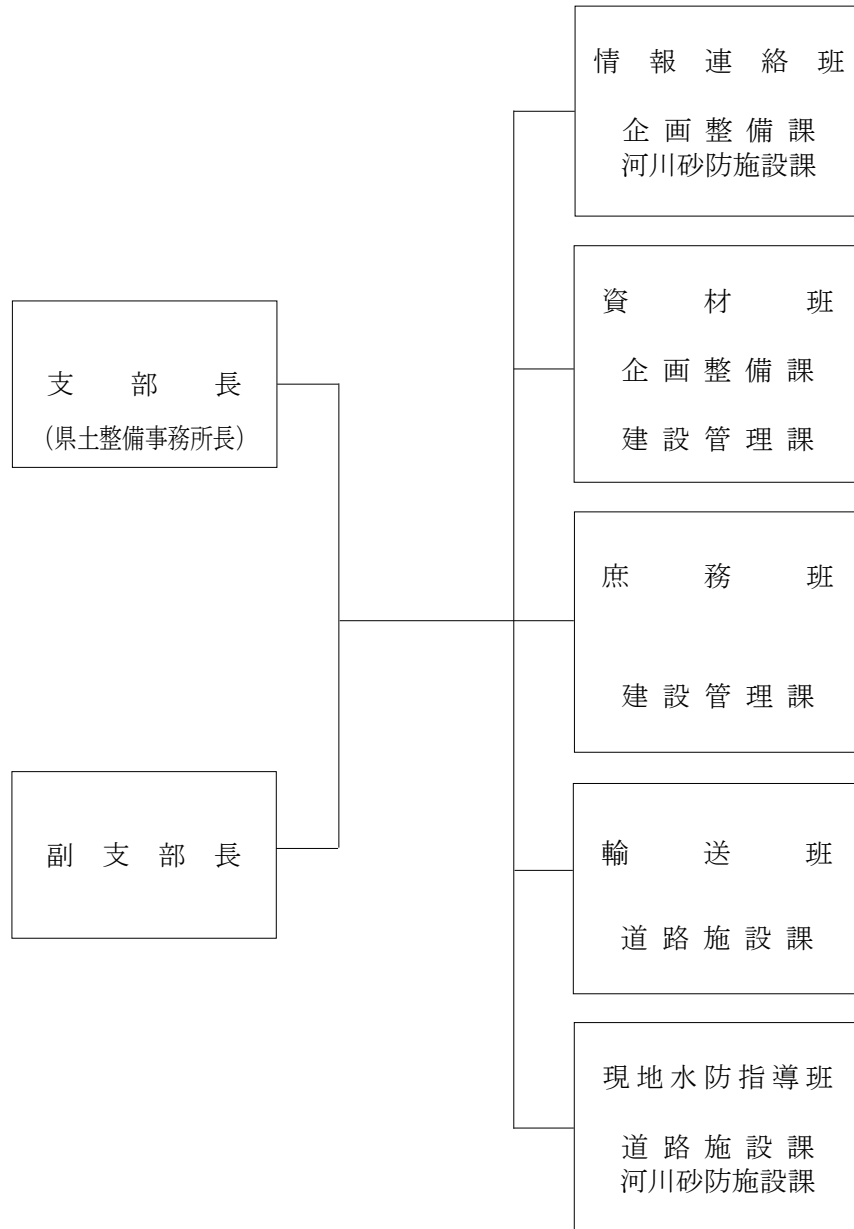 支部長
（県土整備事務所長）
副支部長
情報連絡班
企画整備課
河川砂防施設課
資材班
企画整備課
建設管理課
庶務班
建設管理課
輸送班
道路施設課
現地水防指導班
道路施設課
河川砂防施設課